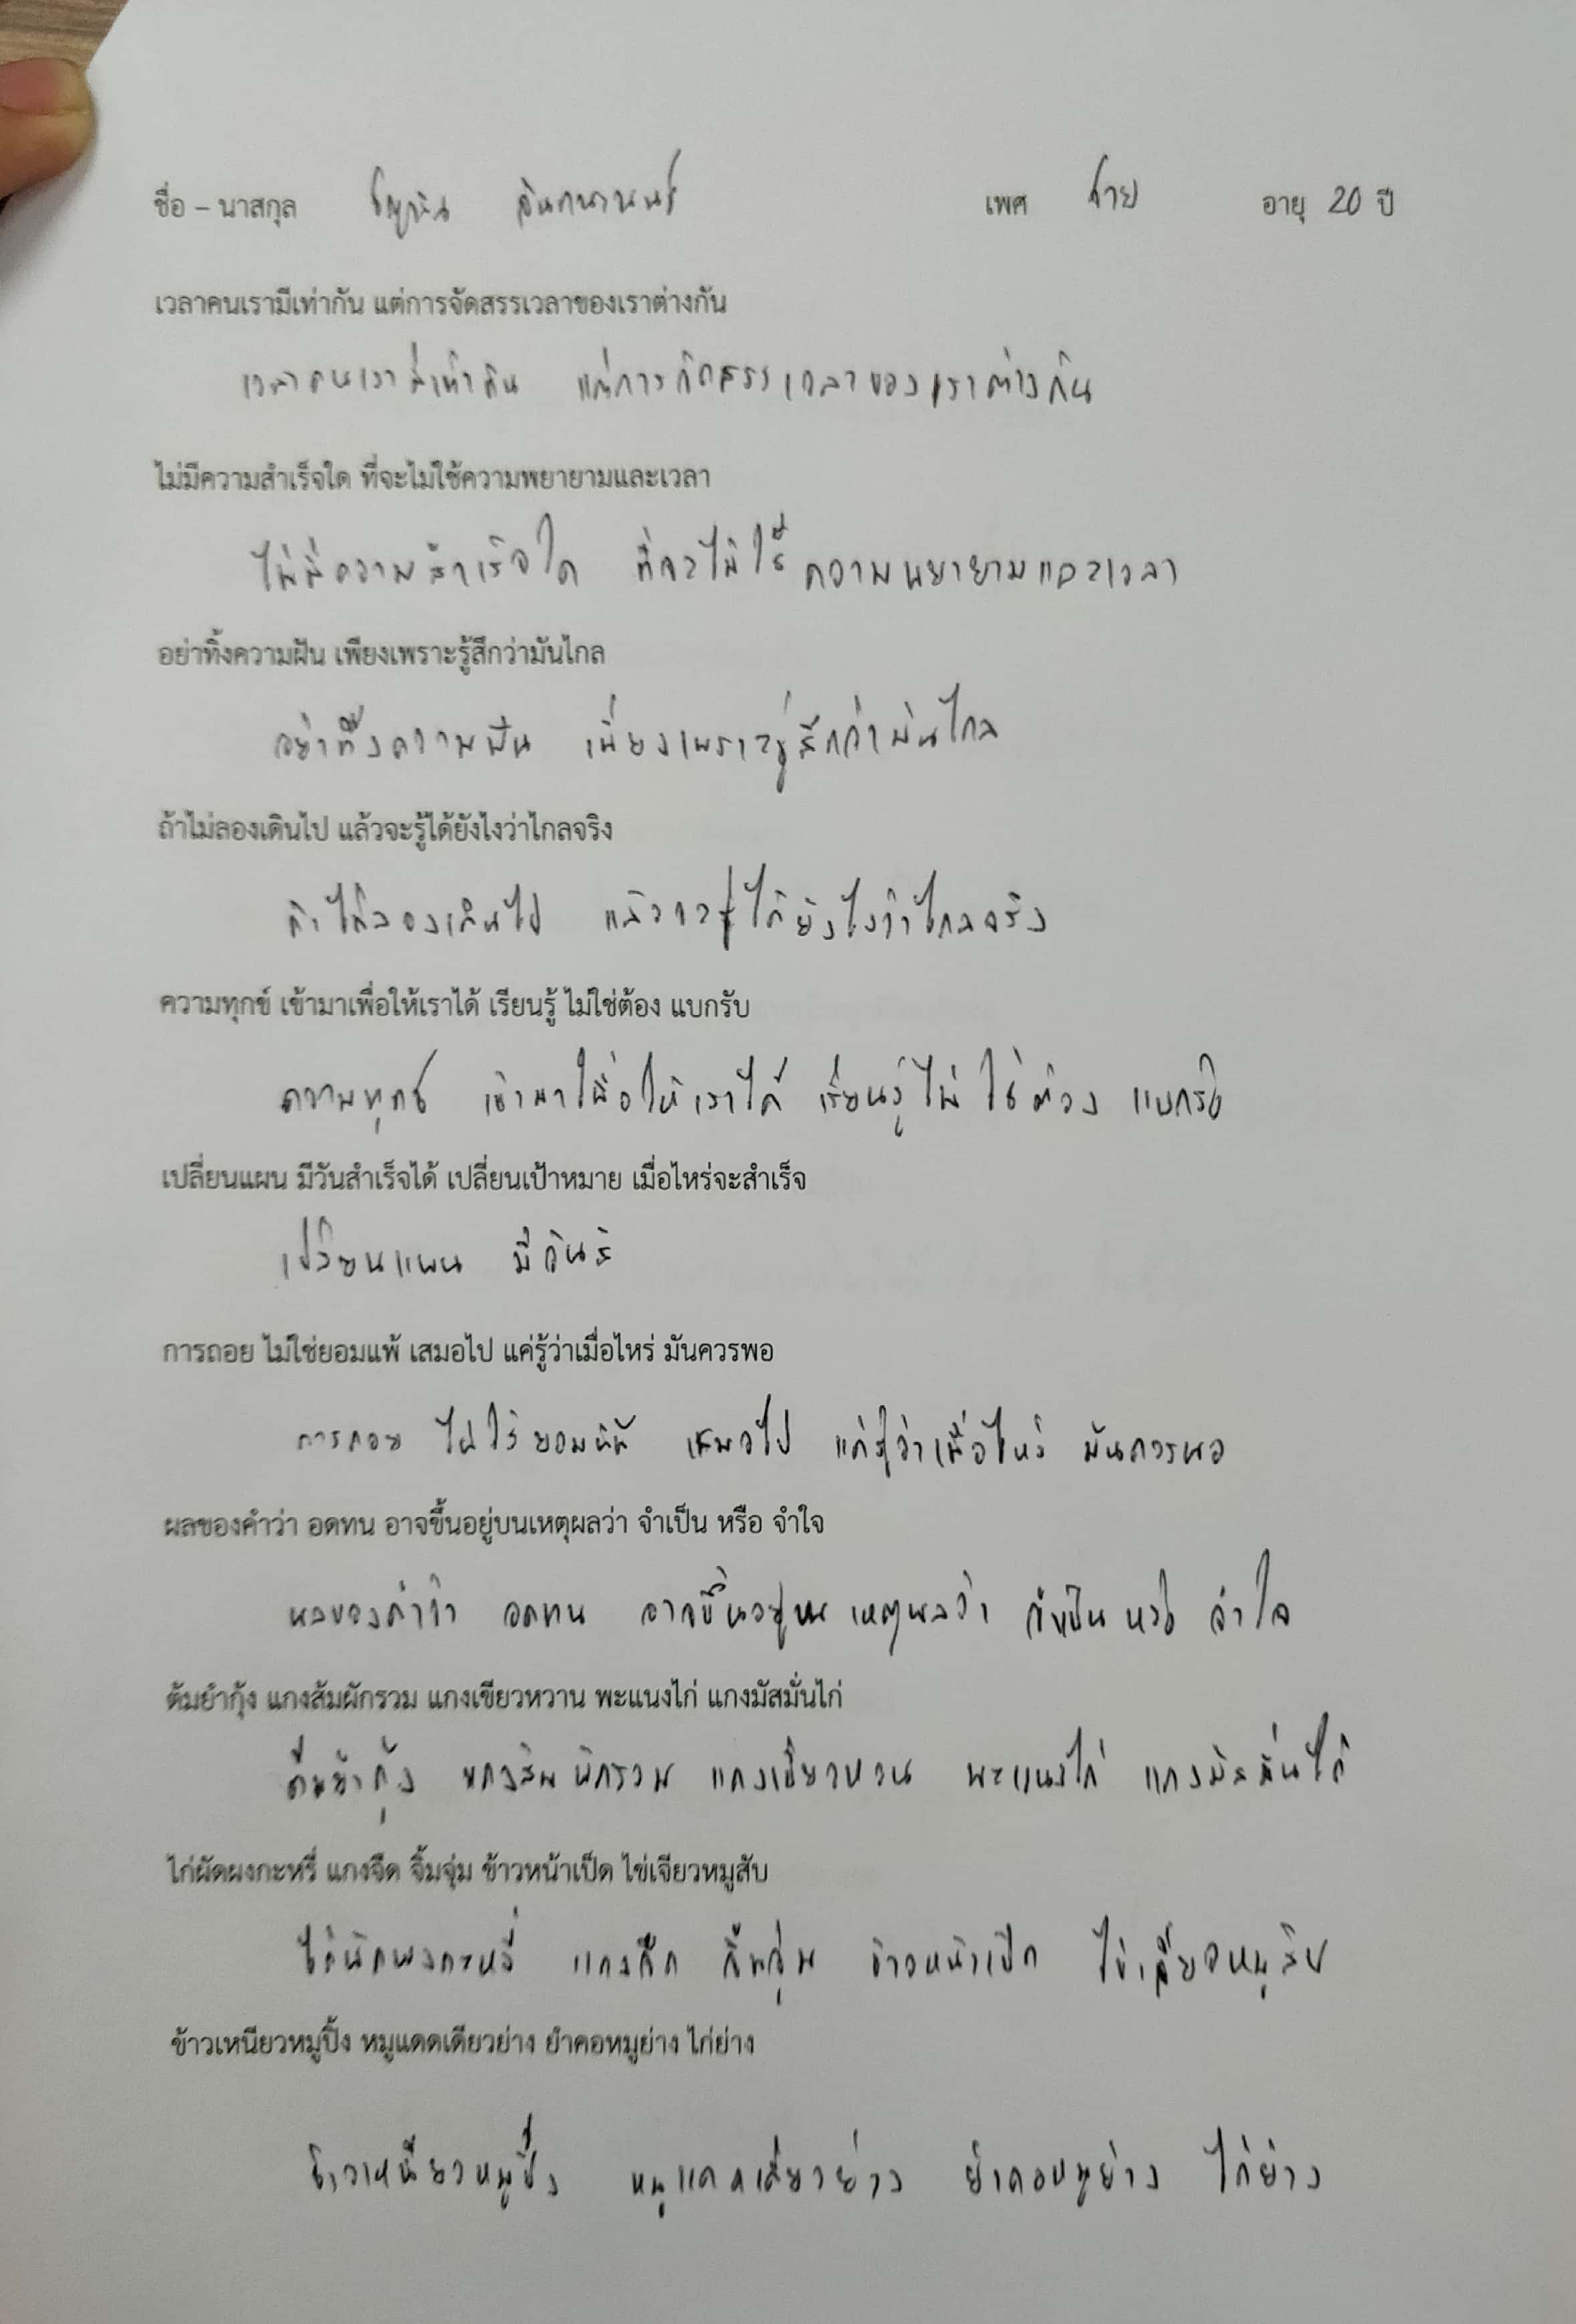 ชื่อ – นาสกุล เพศ ชาย อายุ 20 ปี
เวลาคนเรามีเท่ากัน แต่การจัดสรรเวลาของเราต่างกัน
เวลาคนเรามีเท่ากัน แต่การจัดสรรเวลาของเราต่างกัน
ไม่มีความสำเร็จใด ที่จะไม่ใช้ความพยายามและเวลา
ไม่มีความสำเร็จใด ที่จะไม่ใช้ความพยายามและเวลา
อย่าทิ้งความฝัน เพียงเพราะรู้สึกว่ามันไกล
อย่าทิ้งความฝัน เพียงเพราะรู้สึกว่ามันไกล
ถ้าไม่ลองเดินไป แล้วจะรู้ได้ยังไงว่าไกลจริง
ถ้าไม่ลองเดินไป แล้วจะรู้ได้ยังไงว่าไกลจริง
ความทุกข์ เข้ามาเพื่อให้เราได้ เรียนรู้ ไม่ใช่ต้อง แบกรับ
ความทุกข์ เข้ามาเพื่อให้เราได้ เรียนรู้ ไม่ใช่ต้อง แบกรับ
เปลี่ยนแผน มีวันสำเร็จได้ เปลี่ยนเป้าหมาย เมื่อไหร่จะสำเร็จ
เปลี่ยนแผน มีวันสํ
การถอย ไม่ใช่ยอมแพ้ เสมอไป แค่รู้ว่าเมื่อไหร่ มันควรพอ
การถอย ไม่ใช่ยอมแพ้ เสมอไป แค่รู้ว่าเมื่อไหร่ มันควรพอ
ผลของคำว่า อดทน อาจขึ้นอยู่บนเหตุผลว่า จำเป็น หรือ จำใจ
ผลของคำว่า อดทน อาจขึ้นอยู่บนเหตุผลว่า จำเป็น หรือ จำใจ
ต้มยำกุ้ง แกงส้มผักรวม แกงเขียวหวาน พะแนงไก่ แกงมัสมั่นไก่
ต้มยำกุ้ง แกงส้มผักรวม แกงเขียวหวาน พะแนงไก่ แกงมัสมั่นไก่
ไก่ผัดผงกะหรี่ แกงจืด จิ้มจุ่ม ข้าวหน้าเป็ด ไข่เจียวหมูสับ
ไก่ผัดผงกะหรี่ แกงจืด จิ้มจุ่ม ข้าวหน้าเป็ด ไข่เจียวหมูสับ
ข้าวเหนียวหมูปิ้ง หมูแดดเดียวย่าง ยำคอหมูย่าง ไก่ย่าง
ข้าวเหนียวหมูปิ้ง หมูแดดเดียวย่าง ยำคอหมูย่าง ไก่ย่าง